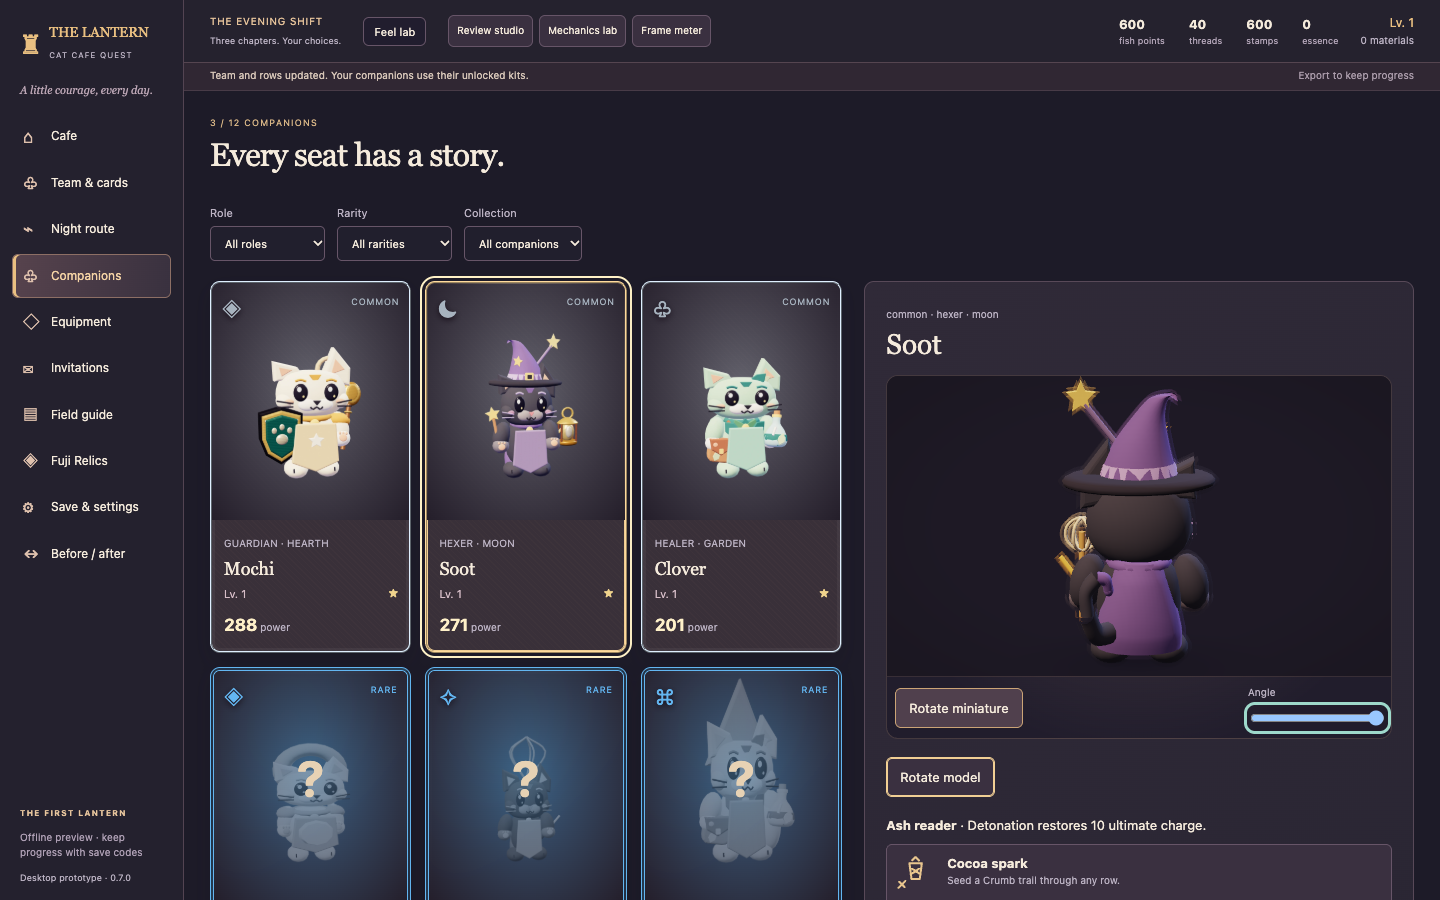 THE LANTERN
CAT CAFE QUEST
A little courage, every day.
Cafe
Team & cards
Night route
Companions
Equipment
Invitations
Field guide
Fuji Relics
Save & settings
Before / after
THE FIRST LANTERN
Offline preview · keep
progress with save codes
Desktop prototype · 0.7.0
THE EVENING SHIFT
Three chapters. Your choices.
Feel lab
Review studio
Mechanics lab
Frame meter
600
fish points
40
threads
600
stamps
0
essence
Lv. 1
0 materials
Team and rows updated. Your companions use their unlocked kits.
Export to keep progress
3 / 12 COMPANIONS
Every seat has a story.
Role
Rarity
Collection
All roles
All rarities
All companions
COMMON
GUARDIAN · HEARTH
Mochi
Lv. 1
288 power
COMMON
HEXER · MOON
Soot
Lv. 1
271 power
COMMON
HEALER · GARDEN
Clover
Lv. 1
201 power
RARE
?
RARE
?
RARE
?
common · hexer · moon
Soot
Rotate miniature
Angle
Rotate model
Ash reader · Detonation restores 10 ultimate charge.
Cocoa spark
Seed a Crumb trail through any row.